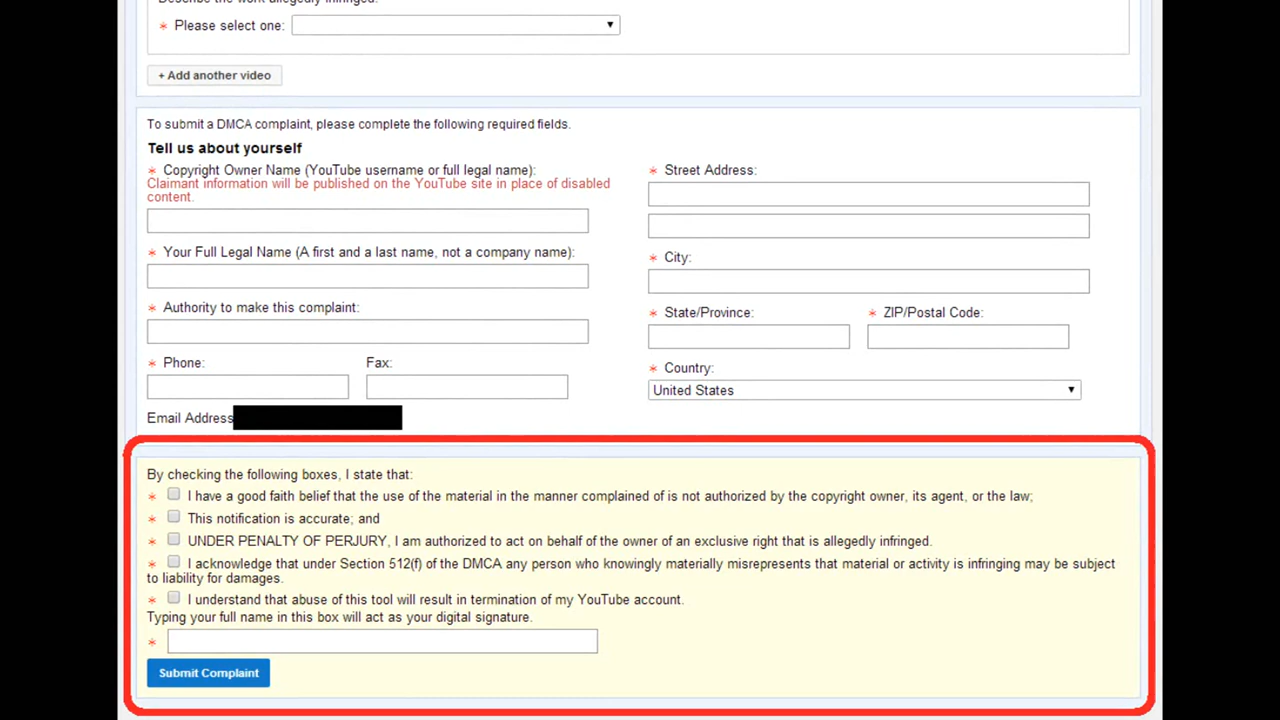 Describe the work allegedly infringed:
* Please select one:
+ Add another video
To submit a DMCA complaint, please complete the following required fields.
Tell us about yourself
* Copyright Owner Name (YouTube username or full legal name):
Claimant information will be published on the YouTube site in place of disabled
content.
* Your Full Legal Name (A first and a last name, not a company name):
* Authority to make this complaint:
* Phone:
Fax:
Email Address
* Street Address:
* City:
* State/Province:
* ZIP/Postal Code:
* Country:
United States
By checking the following boxes, I state that:
* I have a good faith belief that the use of the material in the manner complained of is not authorized by the copyright owner, its agent, or the law;
* This notification is accurate; and
* UNDER PENALTY OF PERJURY, I am authorized to act on behalf of the owner of an exclusive right that is allegedly infringed.
* I acknowledge that under Section 512(f) of the DMCA any person who knowingly materially misrepresents that material or activity is infringing may be subject
to liability for damages.
* I understand that abuse of this tool will result in termination of my YouTube account.
Typing your full name in this box will act as your digital signature.
*
Submit Complaint